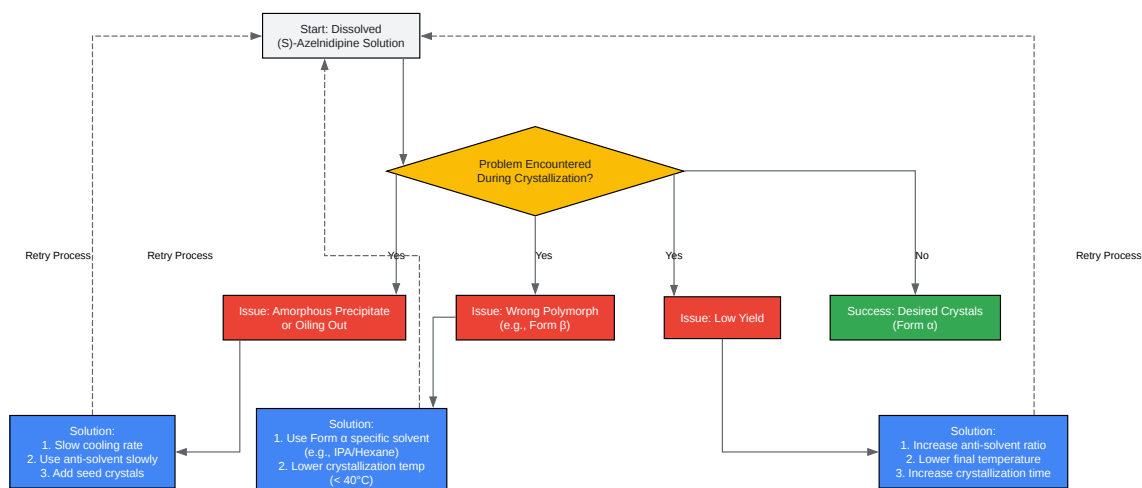 Start: Dissolved
(S)-Azelnidipine Solution
Problem Encountered
During Crystallization?
Retry Process
Retry Process
Yes
Yes
Yes
No
Retry Process
Issue: Amorphous Precipitate
or Oiling Out
Issue: Wrong Polymorph
(e.g., Form β)
Issue: Low Yield
Success: Desired Crystals
(Form α)
Solution:
1. Slow cooling rate
2. Use anti-solvent slowly
3. Add seed crystals
Solution:
1. Use Form α specific solvent
(e.g., IPA/Hexane)
2. Lower crystallization temp
(< 40°C)
Solution:
1. Increase anti-solvent ratio
2. Lower final temperature
3. Increase crystallization time